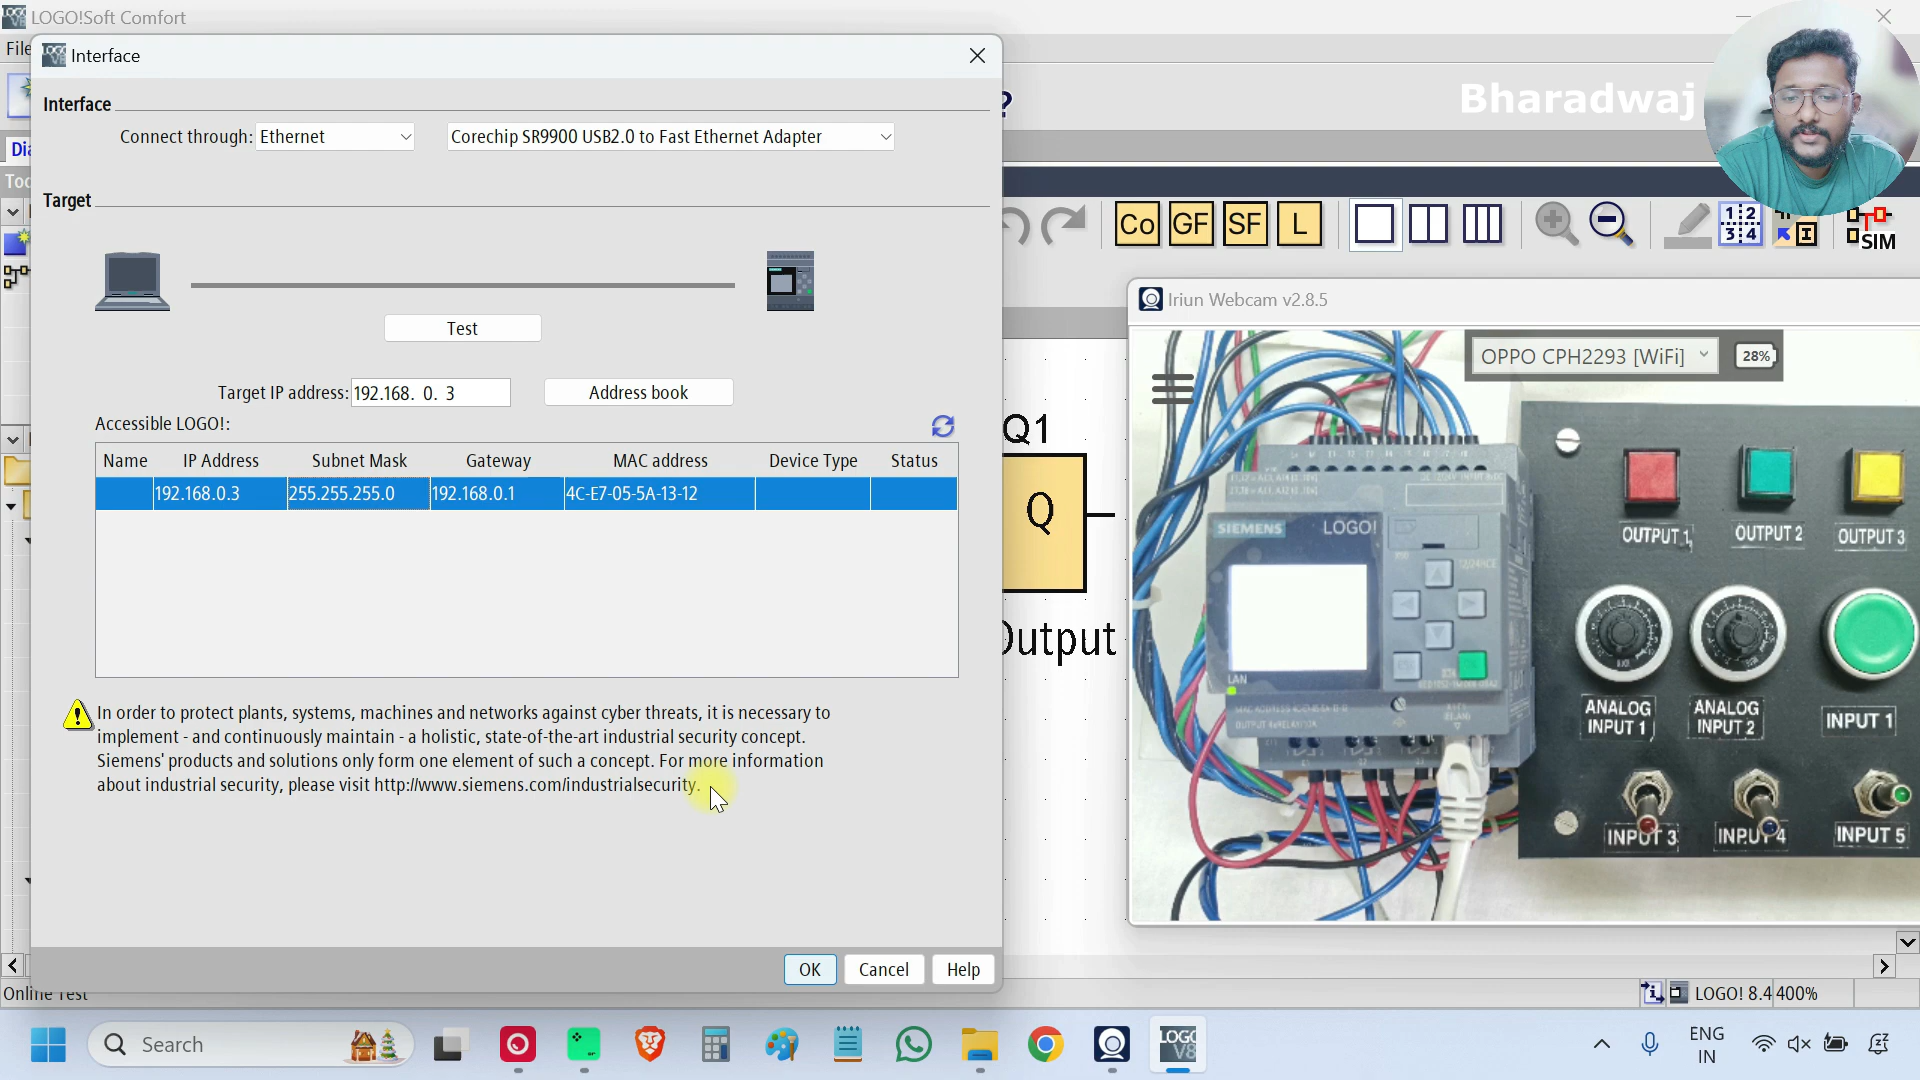 LOGO!Soft Comfort
File
Interface
Bharadwaj
Interface
Connect through:
Ethernet
Corechip SR9900 USB2.0 to Fast Ethernet Adapter
Target
Co GF SF L
SIM
Test
Target IP address: 192.168. 0. 3
Address book
Accessible LOGO!:
Name IP Address Subnet Mask Gateway MAC address Device Type Status
192.168.0.3 255.255.255.0 192.168.0.1 4C-E7-05-5A-13-12
In order to protect plants, systems, machines and networks against cyber threats, it is necessary to
implement - and continuously maintain - a holistic, state-of-the-art industrial security concept.
Siemens' products and solutions only form one element of such a concept. For more information
about industrial security, please visit http://www.siemens.com/industrialsecurity.
OK
Cancel
Help
Q1
Q
Output
Iriun Webcam v2.8.5
OPPO CPH2293 [WiFi]
28%
SIEMENS
LOGO!
LAN
OUTPUT 1
OUTPUT 2
OUTPUT 3
ANALOG
INPUT 1
ANALOG
INPUT 2
INPUT 1
INPUT 3
INPUT 4
INPUT 5
Online Test
LOGO! 8.4 400%
Search
LOGO
V8
ENG
IN